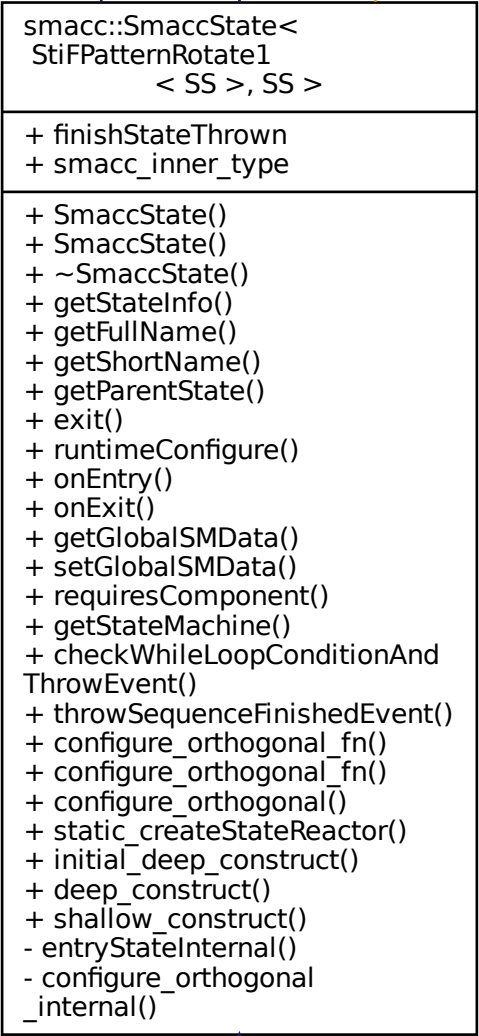 smacc::SmaccState<
StiFPatternRotate1
< SS >, SS >
+ finishStateThrown
+ smacc_inner_type
+ SmaccState()
+ SmaccState()
+ ~SmaccState()
+ getStateInfo()
+ getFullName()
+ getShortName()
+ getParentState()
+ exit()
+ runtimeConfigure()
+ onEntry()
+ onExit()
+ getGlobalSMData()
+ setGlobalSMData()
+ requiresComponent()
+ getStateMachine()
+ checkWhileLoopConditionAnd
ThrowEvent()
+ throwSequenceFinishedEvent()
+ configure_orthogonal_fn()
+ configure_orthogonal_fn()
+ configure_orthogonal()
+ static_createStateReactor()
+ initial_deep_construct()
+ deep_construct()
+ shallow_construct()
- entryStateInternal()
- configure_orthogonal
_internal()